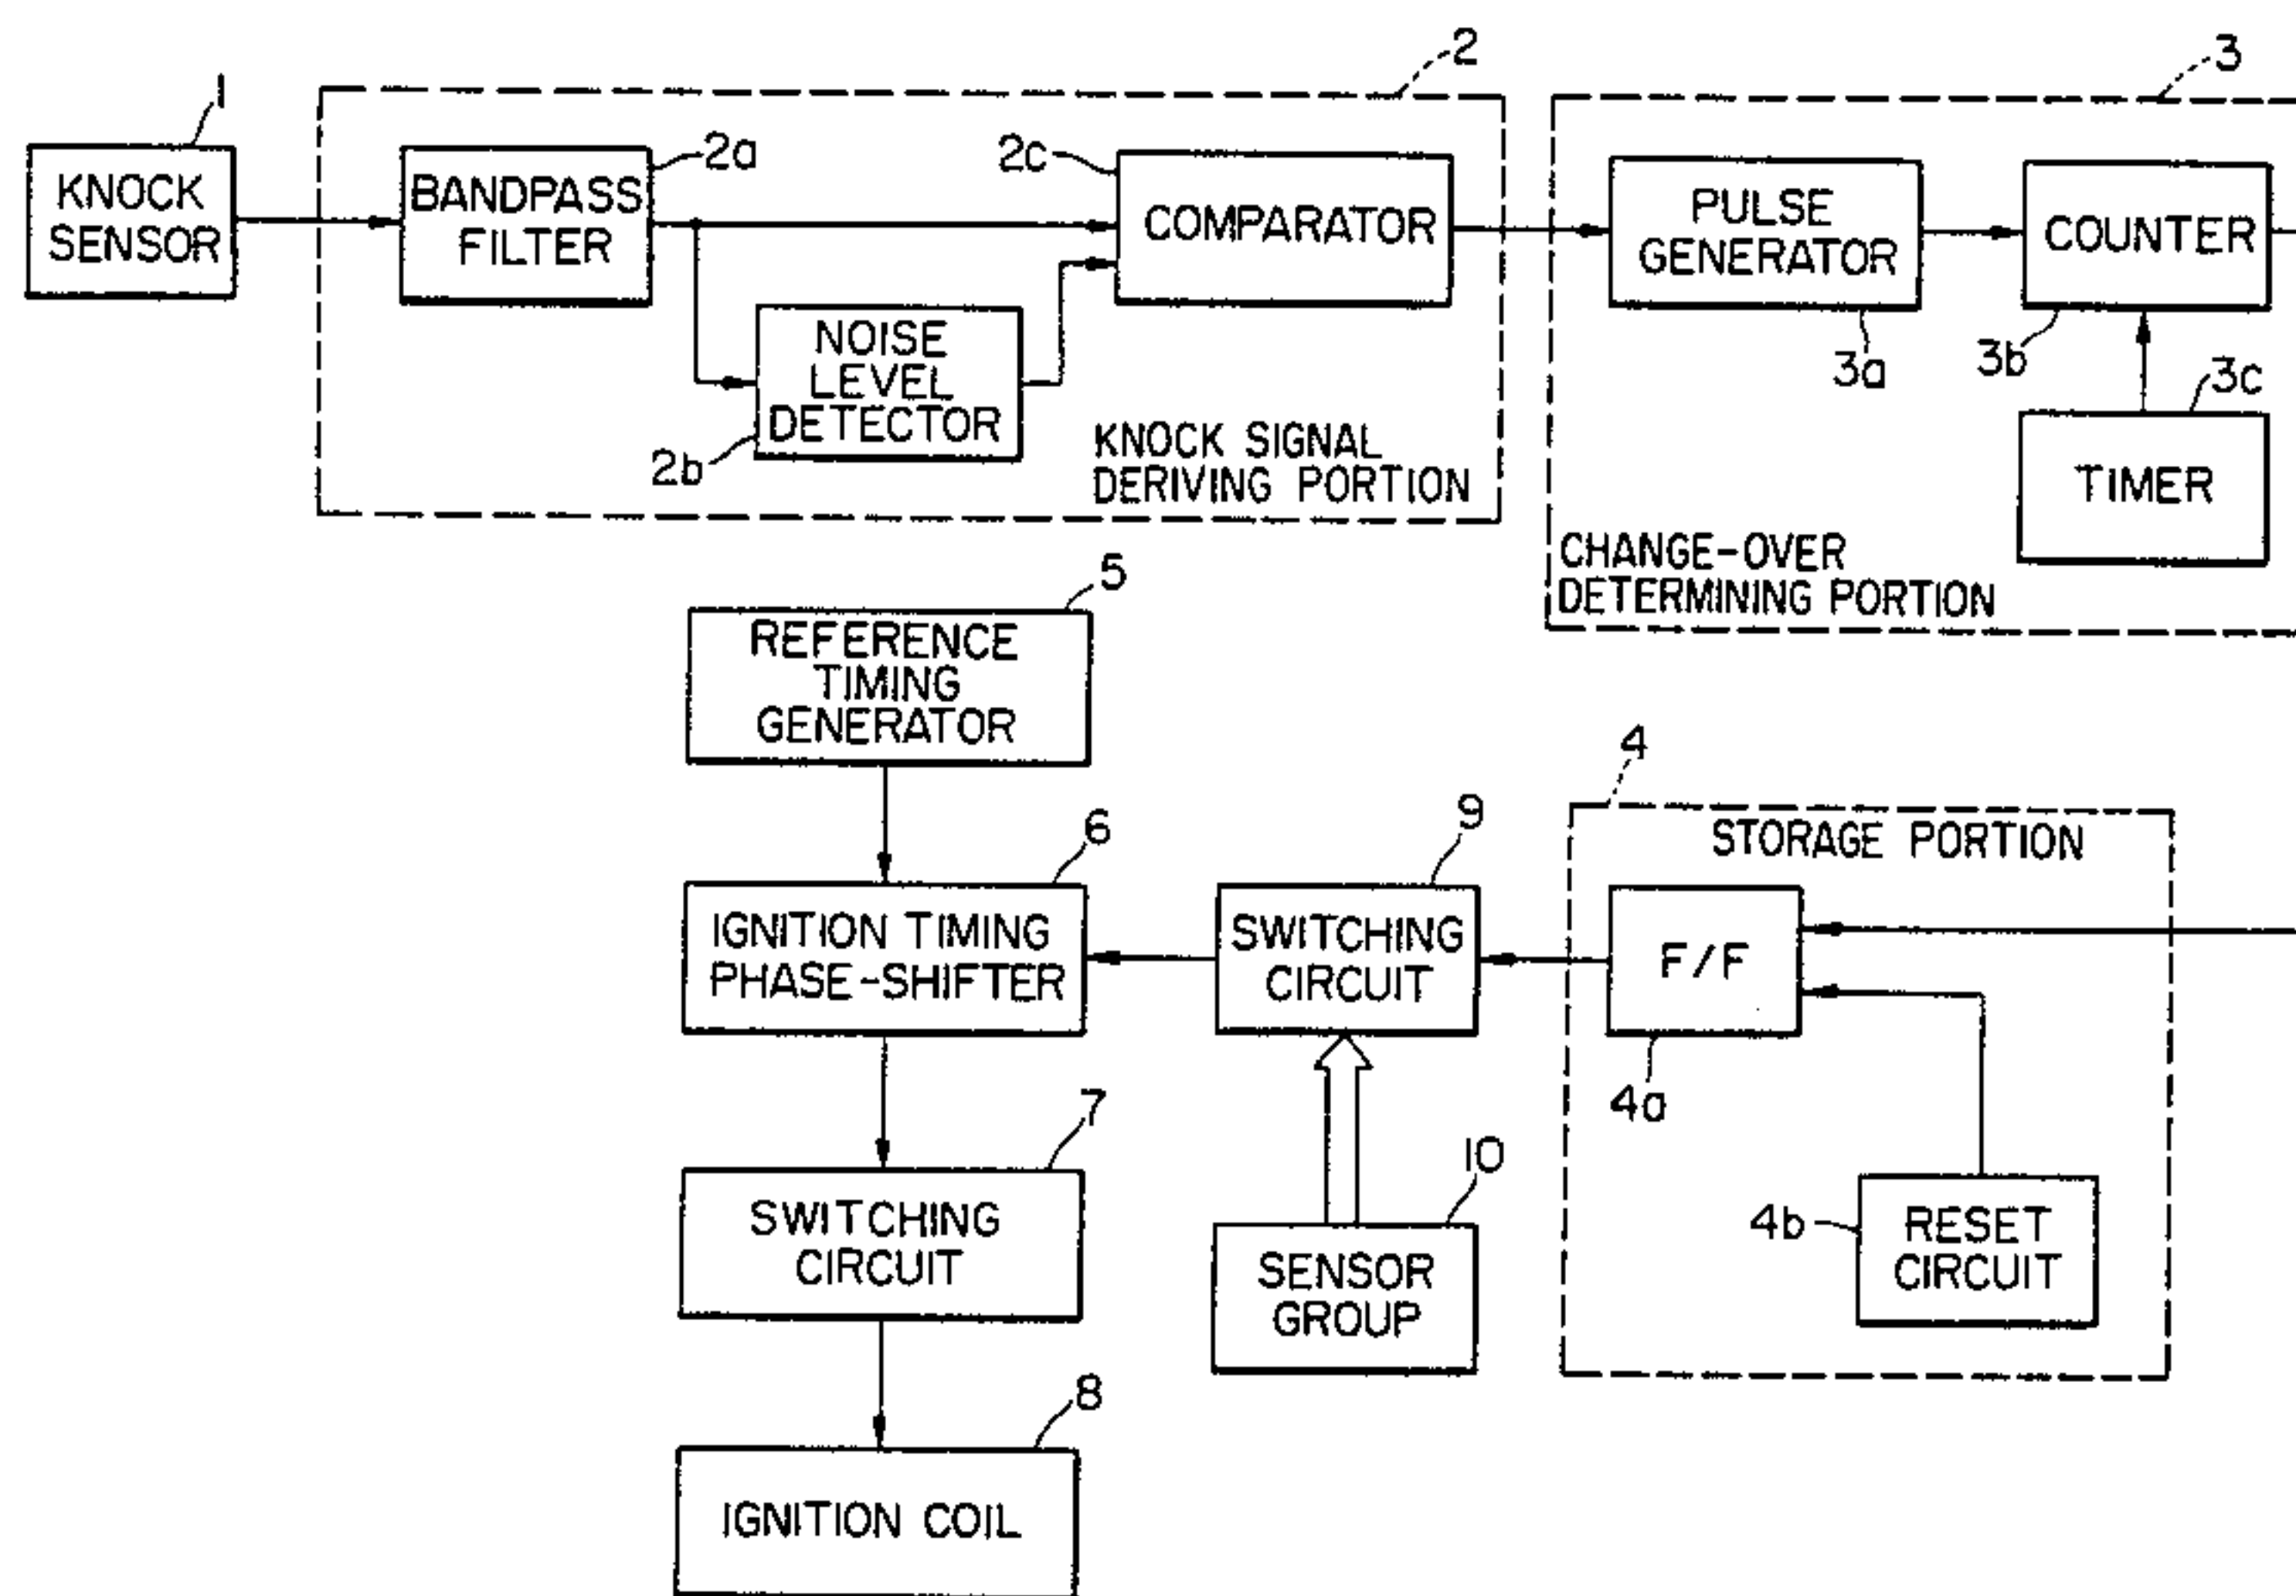 1
2
3
KNOCK
SENSOR
BANDPASS
FILTER
2a
2c
COMPARATOR
PULSE
GENERATOR
COUNTER
NOISE
LEVEL
DETECTOR
2b
3a
3b
3c
TIMER
KNOCK SIGNAL
DERIVING PORTION
CHANGE-OVER
DETERMINING PORTION
5
REFERENCE
TIMING
GENERATOR
4
STORAGE PORTION
6
9
IGNITION TIMING
PHASE-SHIFTER
SWITCHING
CIRCUIT
F/F
4a
7
10
SWITCHING
CIRCUIT
SENSOR
GROUP
4b
RESET
CIRCUIT
8
IGNITION COIL